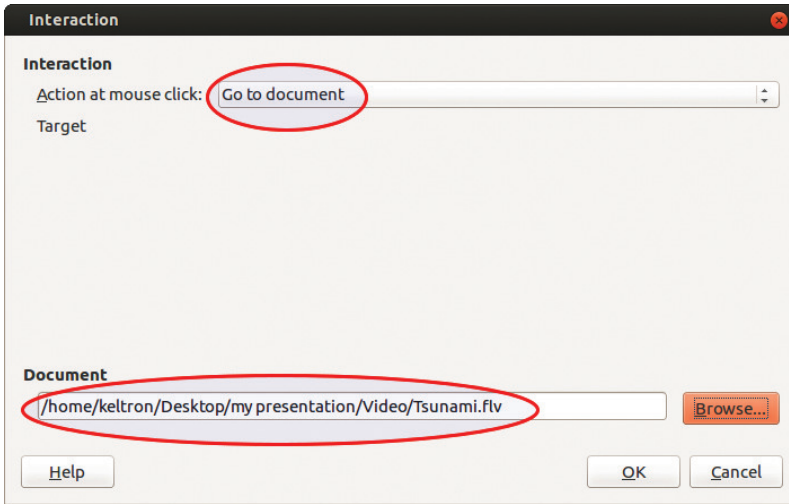 Interaction
Interaction
Action at mouse click: Go to document
Target
Document
/home/keltron/Desktop/my presentation/Video/Tsunami.flv Browse...
Help OK Cancel